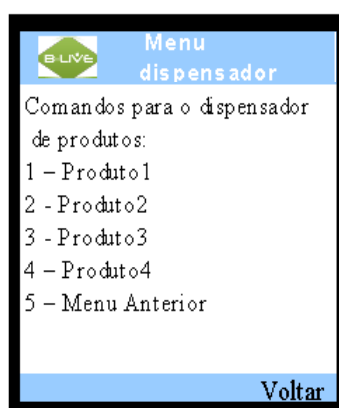 B-LIVE
Menu
dispensador
Comandos para o dispensador
de produtos:
1 – Produto1
2 - Produto2
3 - Produto3
4 – Produto4
5 – Menu Anterior
Voltar